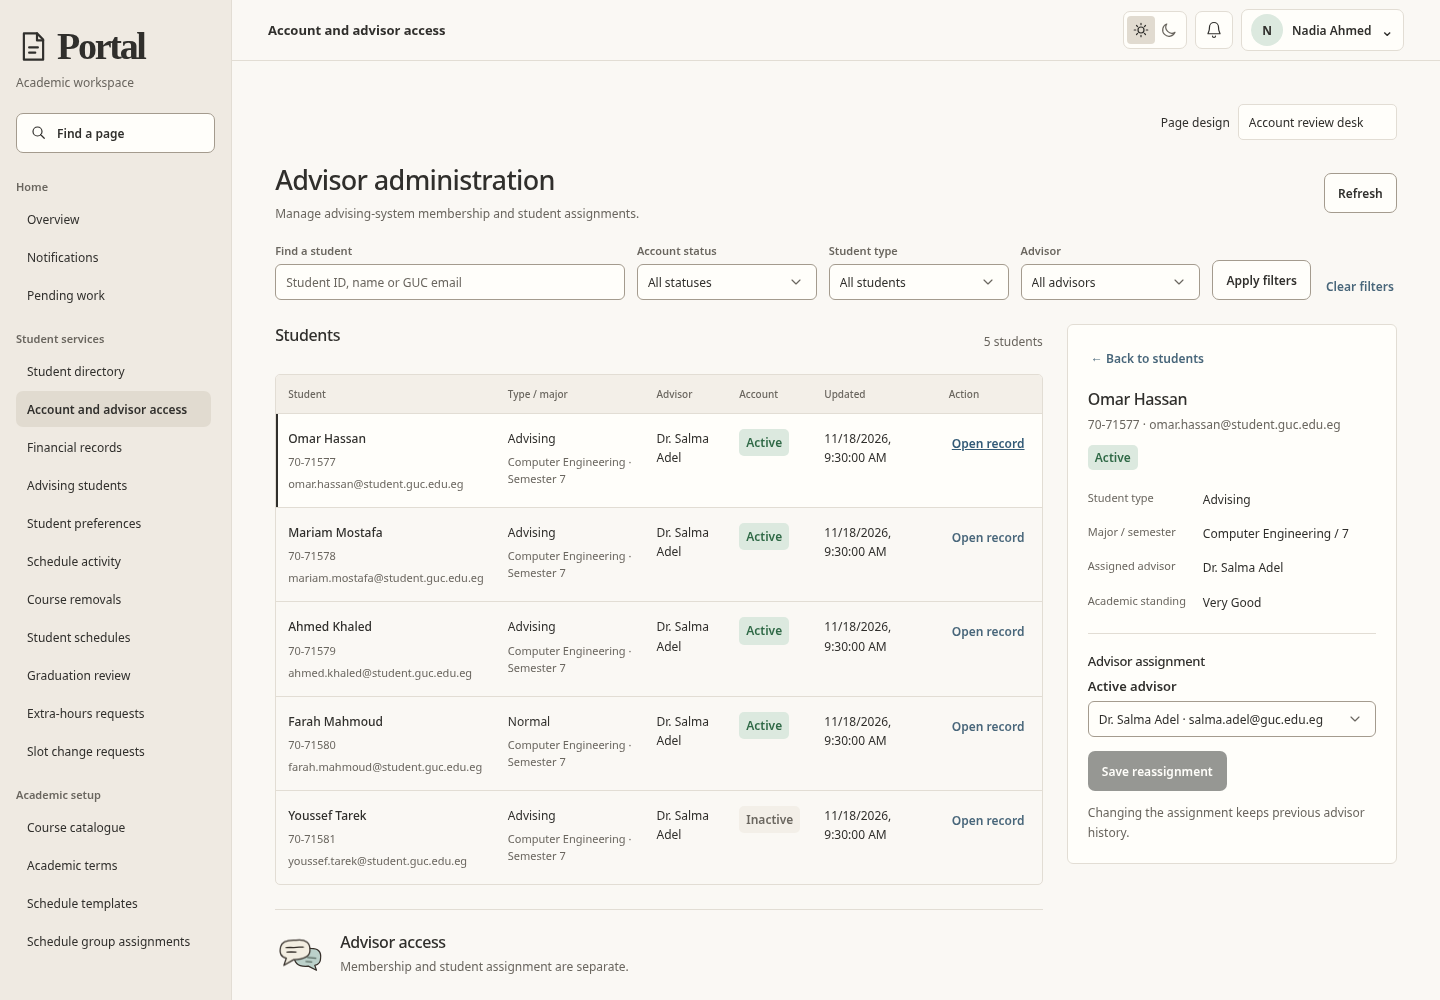 Portal
Academic workspace
Find a page
Home
Overview
Notifications
Pending work
Student services
Student directory
Account and advisor access
Financial records
Advising students
Student preferences
Schedule activity
Course removals
Student schedules
Graduation review
Extra-hours requests
Slot change requests
Academic setup
Course catalogue
Academic terms
Schedule templates
Schedule group assignments
Account and advisor access
N Nadia Ahmed
Page design Account review desk
Advisor administration
Manage advising-system membership and student assignments.
Refresh
Find a student Account status Student type Advisor
Student ID, name or GUC email All statuses All students All advisors Apply filters Clear filters
Students
5 students
Student Type / major Advisor Account Updated Action
Omar Hassan Advising Dr. Salma Active 11/18/2026, Open record
Adel 9:30:00 AM
70-71577 Computer Engineering ·
omar.hassan@student.guc.edu.eg Semester 7
Mariam Mostafa Advising Dr. Salma Active 11/18/2026, Open record
Adel 9:30:00 AM
70-71578 Computer Engineering ·
mariam.mostafa@student.guc.edu.eg Semester 7
Ahmed Khaled Advising Dr. Salma Active 11/18/2026, Open record
Adel 9:30:00 AM
70-71579 Computer Engineering ·
ahmed.khaled@student.guc.edu.eg Semester 7
Farah Mahmoud Normal Dr. Salma Active 11/18/2026, Open record
Adel 9:30:00 AM
70-71580 Computer Engineering ·
farah.mahmoud@student.guc.edu.eg Semester 7
Youssef Tarek Advising Dr. Salma Inactive 11/18/2026, Open record
Adel 9:30:00 AM
70-71581 Computer Engineering ·
youssef.tarek@student.guc.edu.eg Semester 7
Advisor access
Membership and student assignment are separate.
← Back to students
Omar Hassan
70-71577 · omar.hassan@student.guc.edu.eg
Active
Student type Advising
Major / semester Computer Engineering / 7
Assigned advisor Dr. Salma Adel
Academic standing Very Good
Advisor assignment
Active advisor
Dr. Salma Adel · salma.adel@guc.edu.eg
Save reassignment
Changing the assignment keeps previous advisor
history.